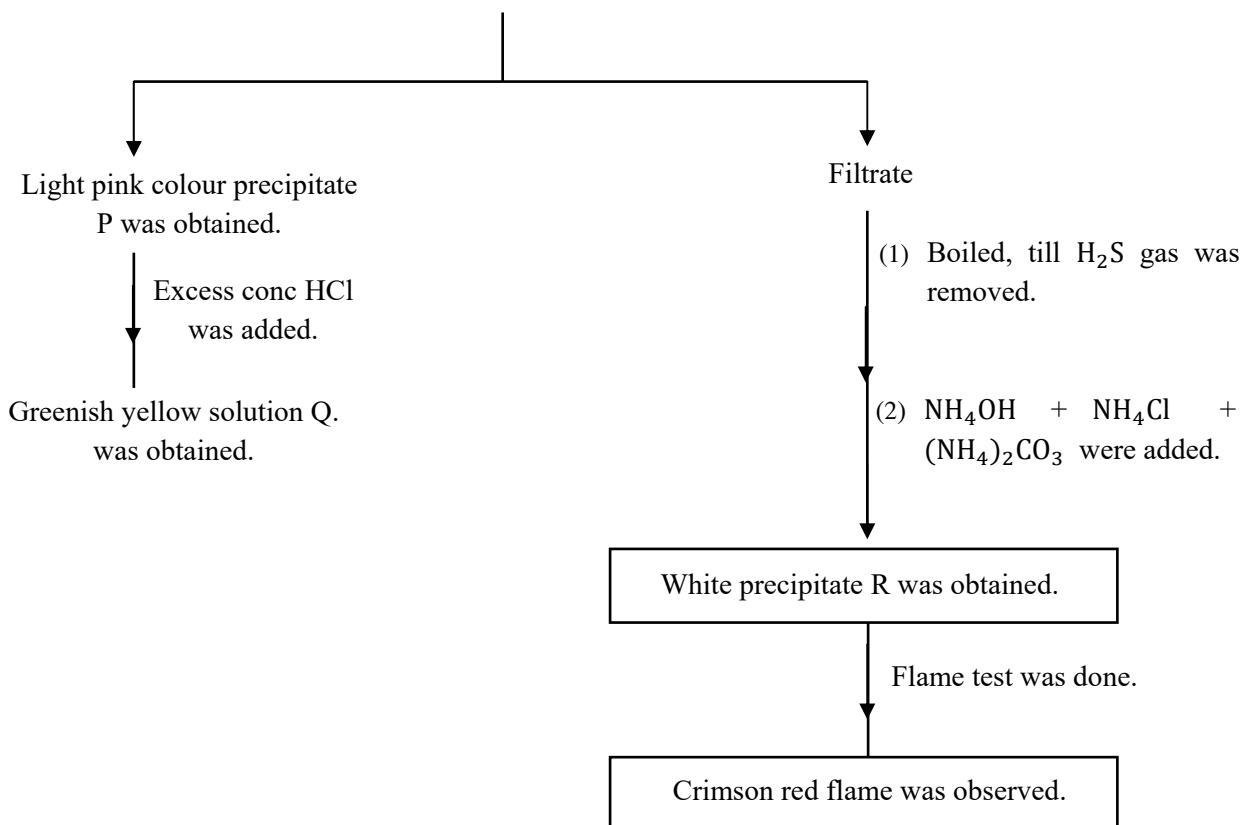 Light pink colour precipitate
P was obtained.
Excess conc HCl
was added.
Greenish yellow solution Q.
was obtained.
Filtrate
(1) Boiled, till H₂S gas was
removed.
(2) NH₄OH + NH₄Cl +
(NH₄)₂CO₃ were added.
White precipitate R was obtained.
Flame test was done.
Crimson red flame was observed.